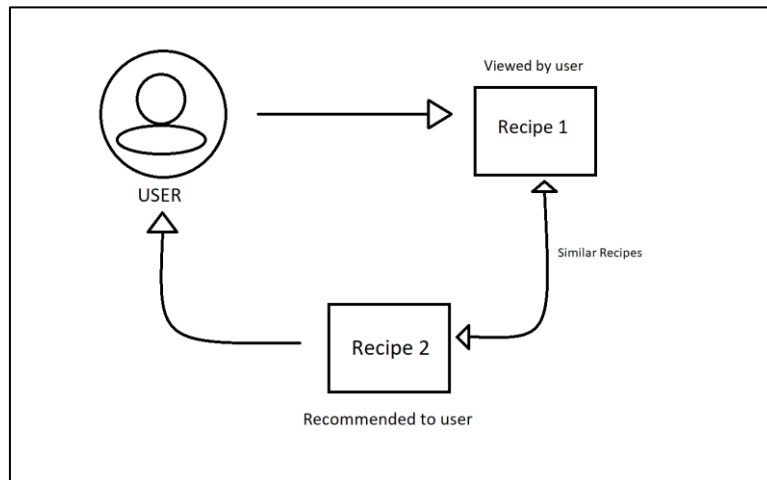 Viewed by user
Recipe 1
USER
Similar Recipes
Recipe 2
Recommended to user